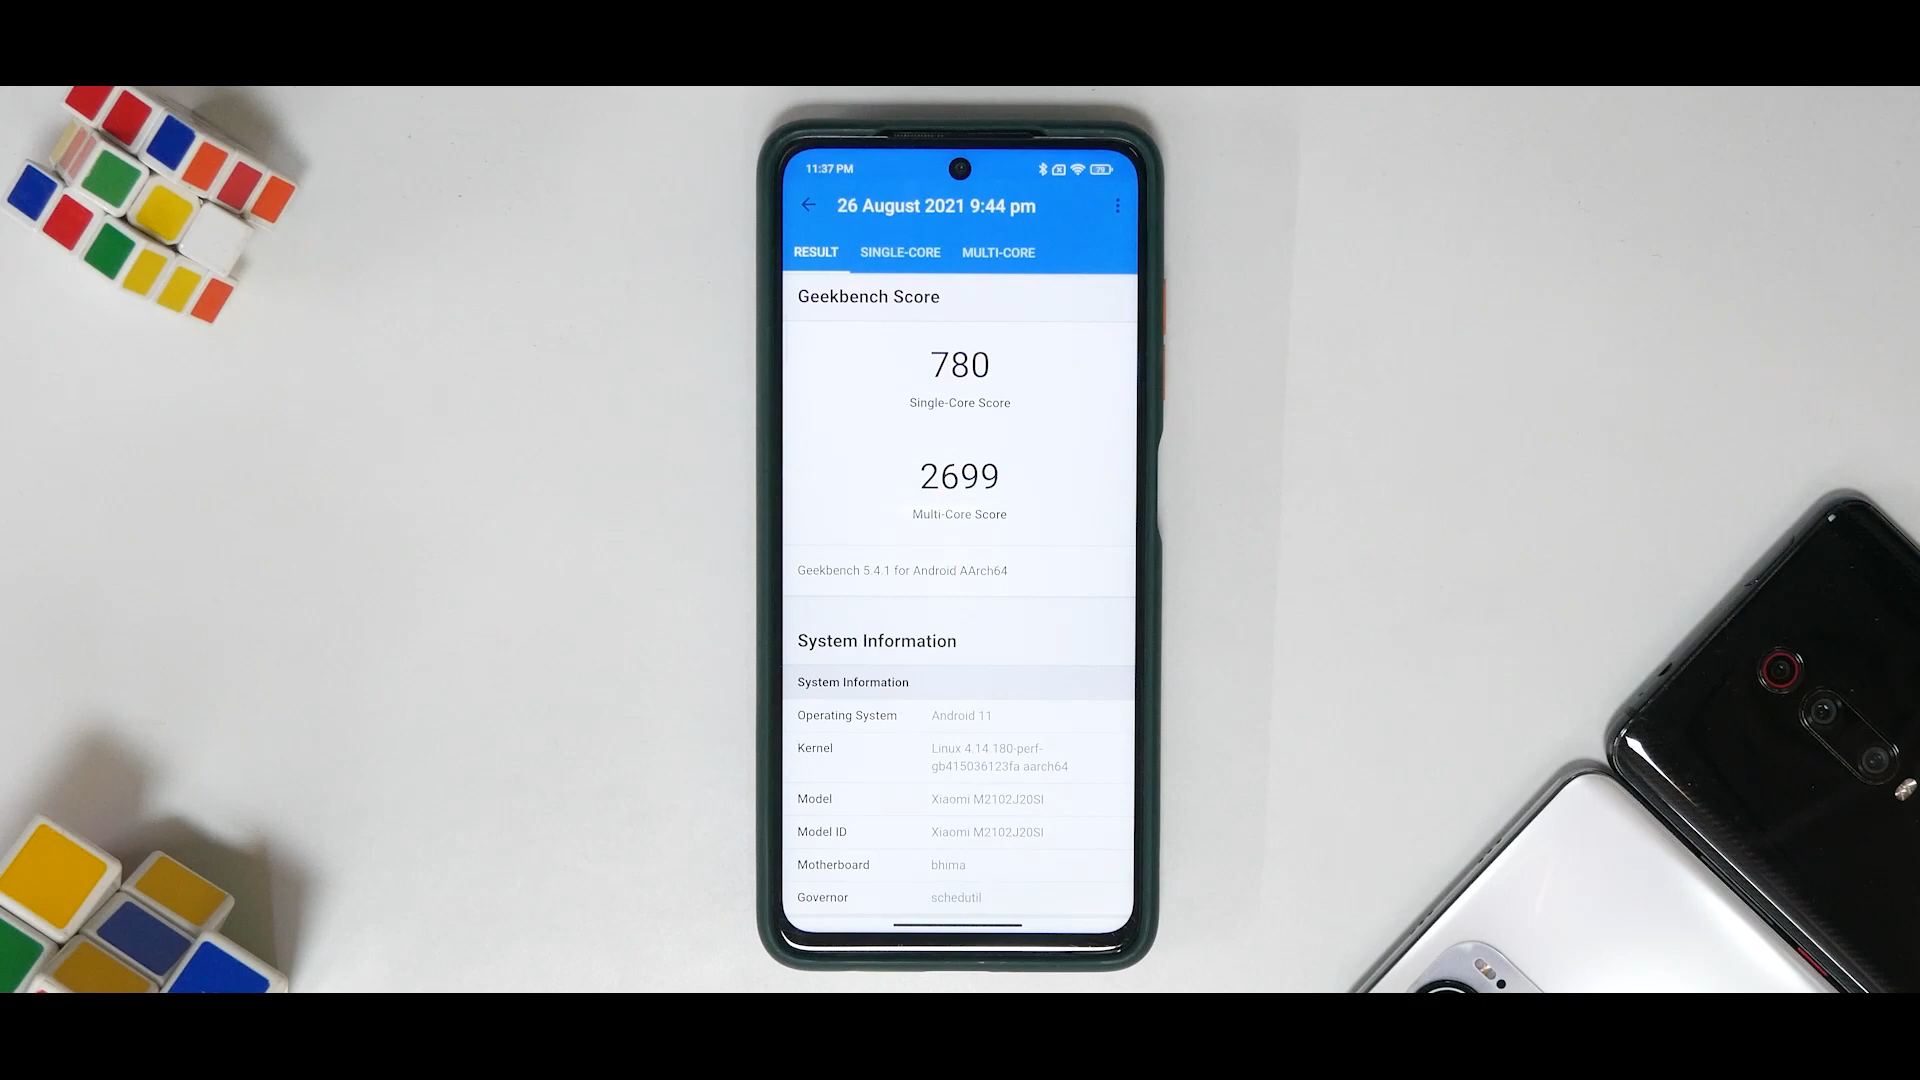 11:37 PM
79
26 August 2021 9:44 pm
RESULT SINGLE-CORE MULTI-CORE
Geekbench Score
780
Single-Core Score
2699
Multi-Core Score
Geekbench 5.4.1 for Android AArch64
System Information
System Information
Operating System Android 11
Kernel Linux 4.14 180-perf-
gb415036123fa aarch64
Model Xiaomi M2102J20SI
Model ID Xiaomi M2102J20SI
Motherboard bhima
Governor schedutil